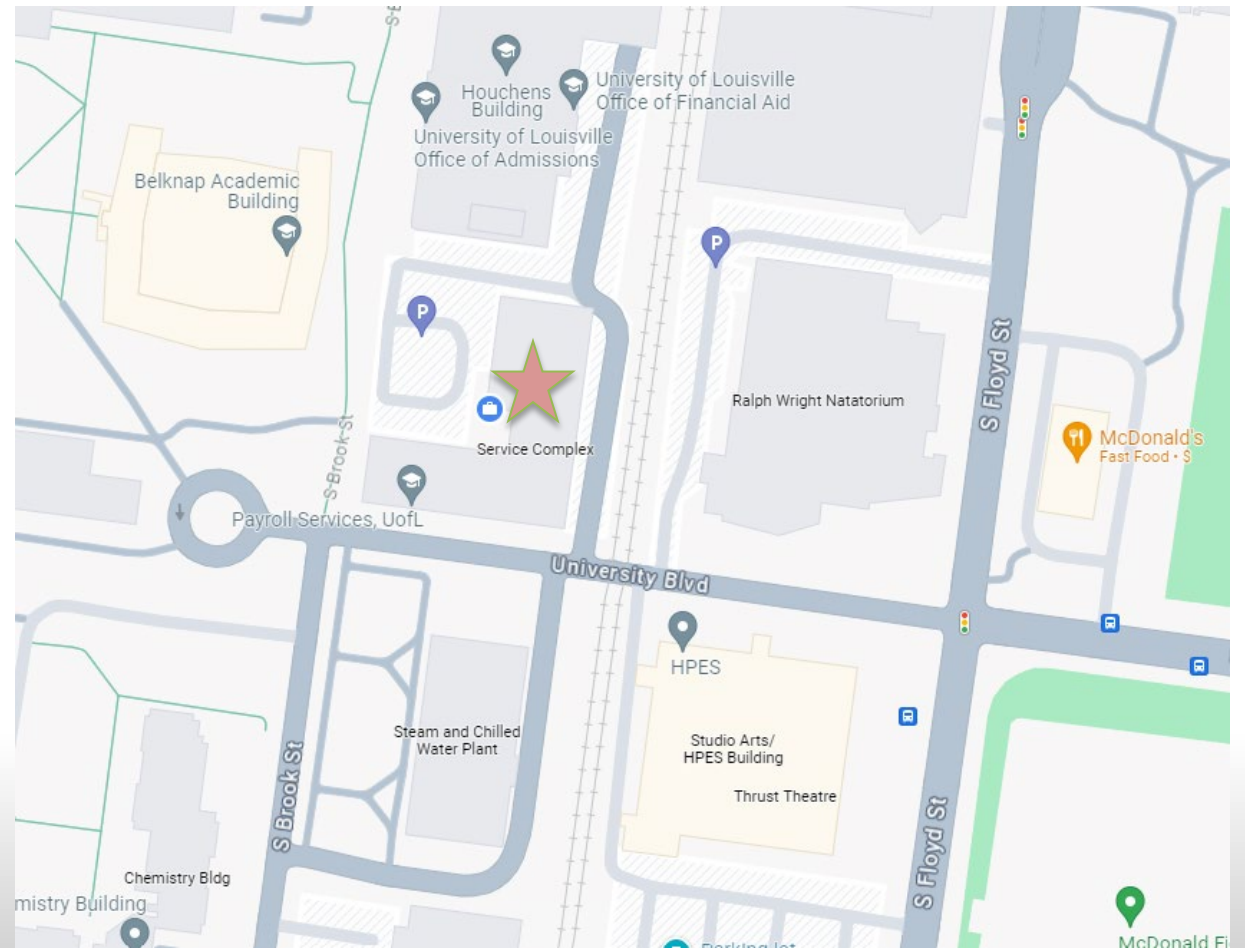 S B
Houchens
Building
University of Louisville
Office of Financial Aid
University of Louisville
Office of Admissions
Belknap Academic
Building
P
P
S Floyd St
Ralph Wright Natatorium
McDonald's
Fast Food • $
S Brook St
Service Complex
Payroll Services, UofL
University Blvd
HPES
Steam and Chilled
Water Plant
Studio Arts/
HPES Building
Thrust Theatre
S Brook St
S Floyd St
Chemistry Bldg
mistry Building
McDonald Fi
Parking lot